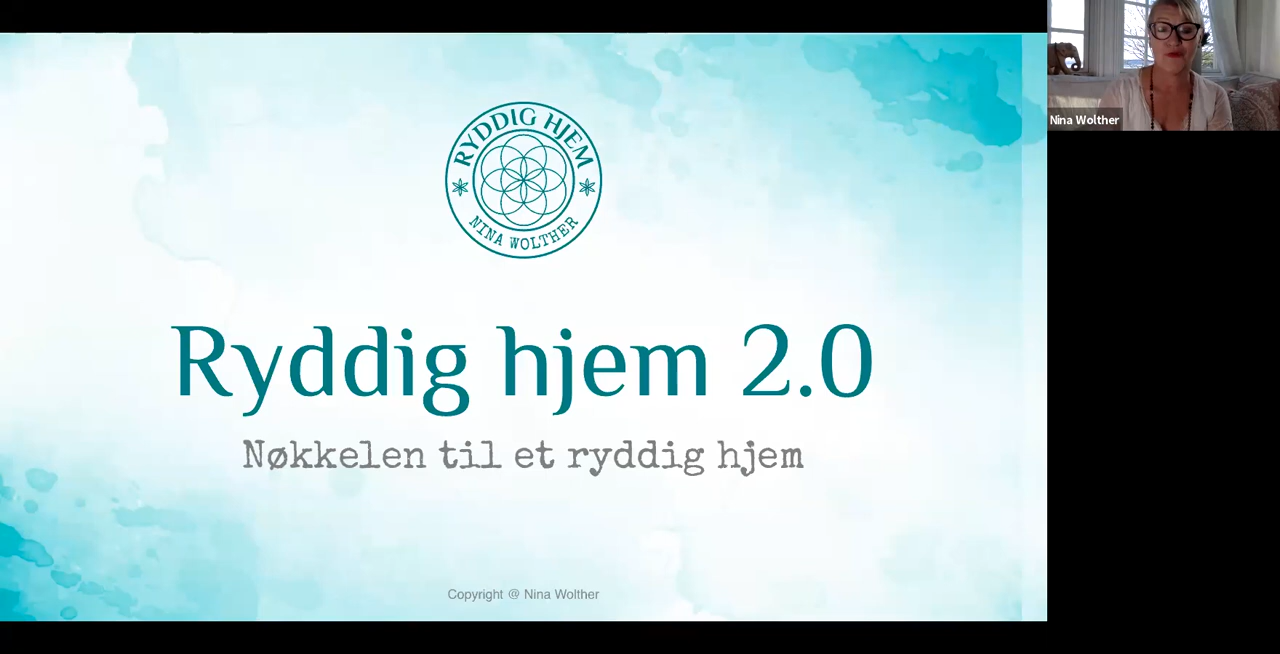 RYDDIG HJEM
NINA WOLTHER
Ryddig hjem 2.0
Nøkkelen til et ryddig hjem
Copyright @ Nina Wolther
Nina Wolther